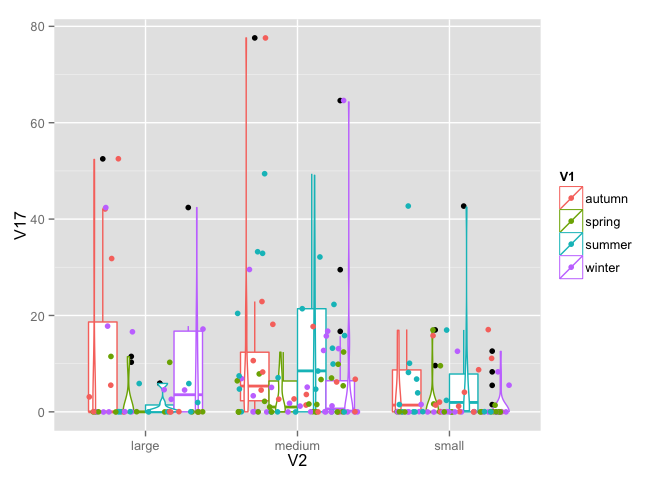 80
60
40
20
0
V17
large
medium
small
V2
V1
autumn
spring
summer
winter